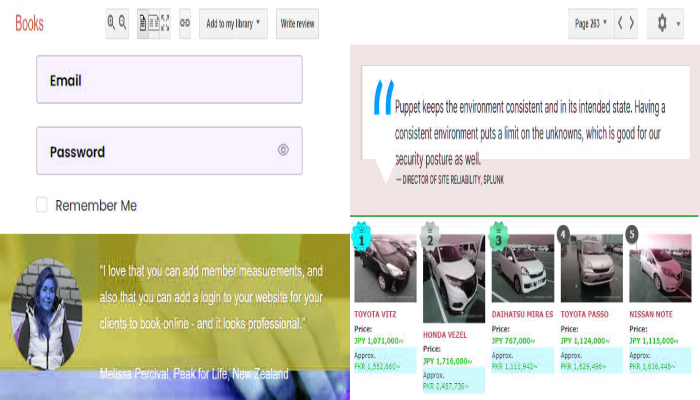 Books
Add to my library
Write review
Page 263
Email
Password
Remember Me
"I love that you can add member measurements, and
also that you can add a login to your website for your
clients to book online - and it looks professional."
Melissa Percival, Peak for Life, New Zealand
Puppet keeps the environment consistent and in its intended state. Having a
consistent environment puts a limit on the unknowns, which is good for our
security posture as well.
— DIRECTOR OF SITE RELIABILITY, SPLUNK
1
2
3
4
5
TOYOTA VITZ
Price:
JPY 1,071,000~
Approx.
PKR 1,552,660~
HONDA VEZEL
Price:
JPY 1,716,000~
Approx.
PKR 2,487,736~
DAIHATSU MIRA ES
Price:
JPY 767,000~
Approx.
PKR 1,111,942~
TOYOTA PASSO
Price:
JPY 1,124,000~
Approx.
PKR 1,629,496~
NISSAN NOTE
Price:
JPY 1,115,000~
Approx.
PKR 1,616,448~